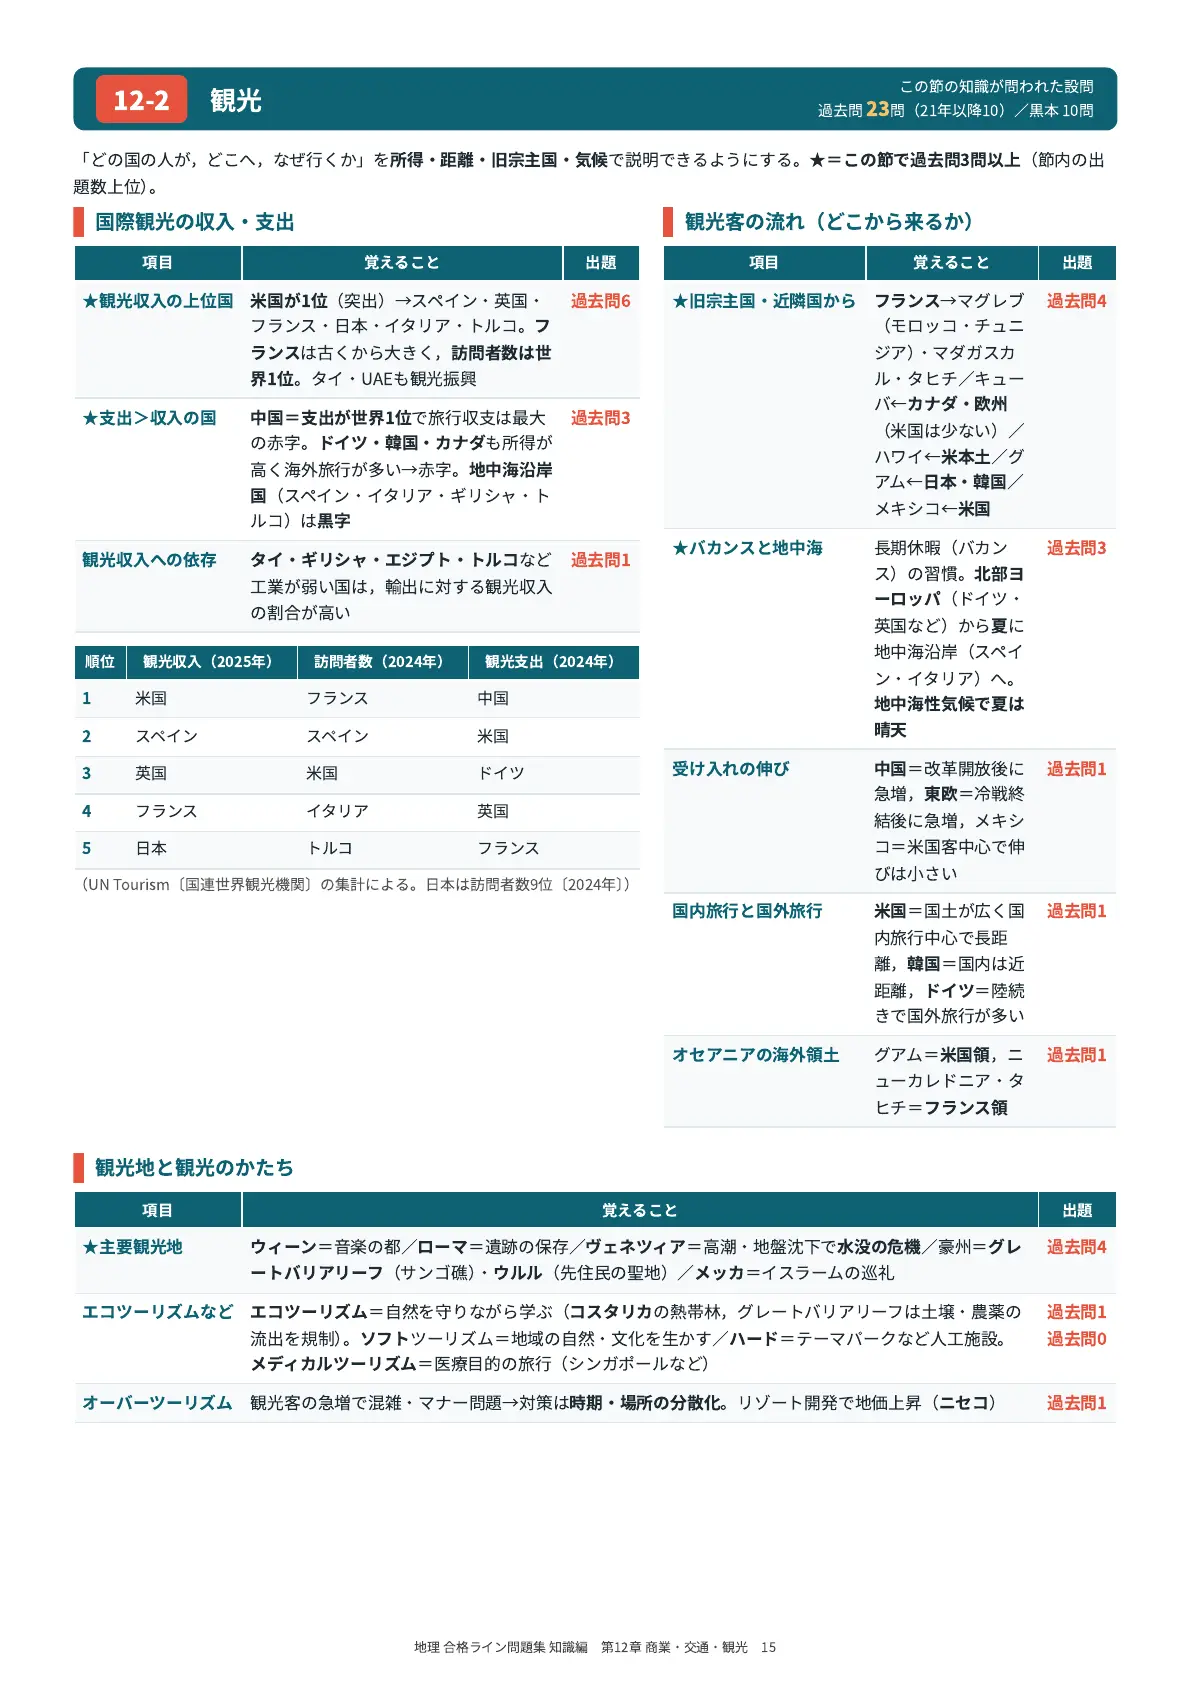 12-2 観光
この節の知識が問われた設問
過去問 23問（21年以降10）／黒本 10問
「どの国の人が，どこへ，なぜ行くか」を所得・距離・旧宗主国・気候で説明できるようにする。★＝この節で過去問3問以上（節内の出
題数上位）。
国際観光の収入・支出
項目 覚えること 出題
★観光収入の上位国 米国が1位（突出）→スペイン・英国・ 過去問6
フランス・日本・イタリア・トルコ。フ
ランスは古くから大きく，訪問者数は世
界1位。タイ・UAEも観光振興
★支出＞収入の国 中国＝支出が世界1位で旅行収支は最大 過去問3
の赤字。ドイツ・韓国・カナダも所得が
高く海外旅行が多い→赤字。地中海沿岸
国（スペイン・イタリア・ギリシャ・ト
ルコ）は黒字
観光収入への依存 タイ・ギリシャ・エジプト・トルコなど 過去問1
工業が弱い国は，輸出に対する観光収入
の割合が高い
順位 観光収入（2025年） 訪問者数（2024年） 観光支出（2024年）
1 米国 フランス 中国
2 スペイン スペイン 米国
3 英国 米国 ドイツ
4 フランス イタリア 英国
5 日本 トルコ フランス
（UN Tourism〔国連世界観光機関〕の集計による。日本は訪問者数9位〔2024年〕）
観光客の流れ（どこから来るか）
項目 覚えること 出題
★旧宗主国・近隣国から フランス→マグレブ 過去問4
（モロッコ・チュニ
ジア）・マダガスカ
ル・タヒチ／キュー
バ←カナダ・欧州
（米国は少ない）／
ハワイ←米本土／グ
アム←日本・韓国／
メキシコ←米国
★バカンスと地中海 長期休暇（バカン 過去問3
ス）の習慣。北部ヨ
ーロッパ（ドイツ・
英国など）から夏に
地中海沿岸（スペイ
ン・イタリア）へ。
地中海性気候で夏は
晴天
受け入れの伸び 中国＝改革開放後に 過去問1
急増，東欧＝冷戦終
結後に急増，メキシ
コ＝米国客中心で伸
びは小さい
国内旅行と国外旅行 米国＝国土が広く国 過去問1
内旅行中心で長距
離，韓国＝国内は近
距離，ドイツ＝陸続
きで国外旅行が多い
オセアニアの海外領土 グアム＝米国領，ニ 過去問1
ューカレドニア・タ
ヒチ＝フランス領
観光地と観光のかたち
項目 覚えること 出題
★主要観光地 ウィーン＝音楽の都／ローマ＝遺跡の保存／ヴェネツィア＝高潮・地盤沈下で水没の危機／豪州＝グレ 過去問4
ートバリアリーフ（サンゴ礁）・ウルル（先住民の聖地）／メッカ＝イスラームの巡礼
エコツーリズムなど エコツーリズム＝自然を守りながら学ぶ（コスタリカの熱帯林，グレートバリアリーフは土壌・農薬の 過去問1
流出を規制）。ソフトツーリズム＝地域の自然・文化を生かす／ハード＝テーマパークなど人工施設。 過去問0
メディカルツーリズム＝医療目的の旅行（シンガポールなど）
オーバーツーリズム 観光客の急増で混雑・マナー問題→対策は時期・場所の分散化。リゾート開発で地価上昇（ニセコ） 過去問1
地理 合格ライン問題集 知識編　第12章 商業・交通・観光　15